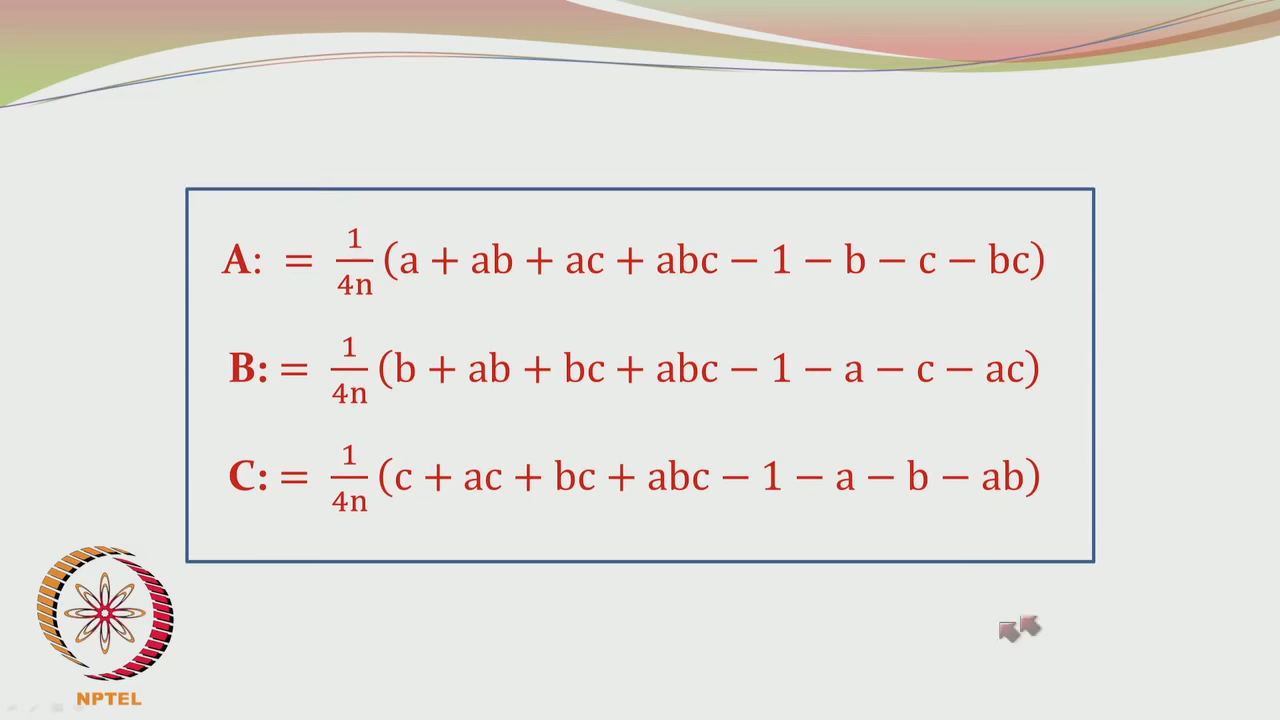 A: = 1/4n (a + ab + ac + abc − 1 − b − c − bc)
B: = 1/4n (b + ab + bc + abc − 1 − a − c − ac)
C: = 1/4n (c + ac + bc + abc − 1 − a − b − ab)
NPTEL